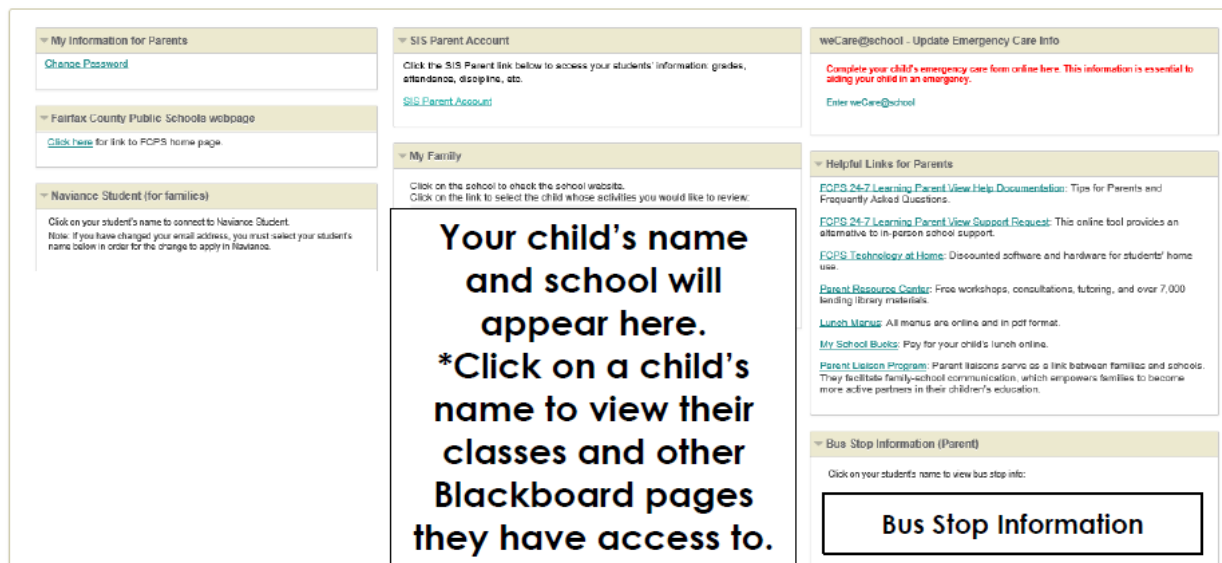 My Information for Parents
Change Password
Fairfax County Public Schools webpage
Click here for link to FCPS home page.
Naviance Student (for families)
Click on your student's name to connect to Naviance Student.
Note: If you have changed your email address, you must select your student's
name below in order for the change to apply in Naviance.
SIS Parent Account
Click the SIS Parent link below to access your students' information: grades,
attendance, discipline, etc.
SIS Parent Account
My Family
Click on the school to check the school website.
Click on the link to select the child whose activities you would like to review:
Your child's name
and school will
appear here.
*Click on a child's
name to view their
classes and other
Blackboard pages
they have access to.
weCare@school - Update Emergency Care Info
Complete your child's emergency care form online here. This information is essential to
aiding your child in an emergency.
Enter weCare@school
Helpful Links for Parents
FCPS 24-7 Learning Parent View Help Documentation: Tips for Parents and
Frequently Asked Questions.
FCPS 24-7 Learning Parent View Support Request: This online tool provides an
alternative to in-person school support.
FCPS Technology at Home: Discounted software and hardware for students' home
use.
Parent Resource Center: Free workshops, consultations, tutoring, and over 7,000
lending library materials.
Lunch Menus: All menus are online and in pdf format.
My School Bucks: Pay for your child's lunch online.
Parent Liaison Program: Parent liaisons serve as a link between families and schools.
They facilitate family-school communication, which empowers families to become
more active partners in their children's education.
Bus Stop Information (Parent)
Click on your student's name to view bus stop info:
Bus Stop Information